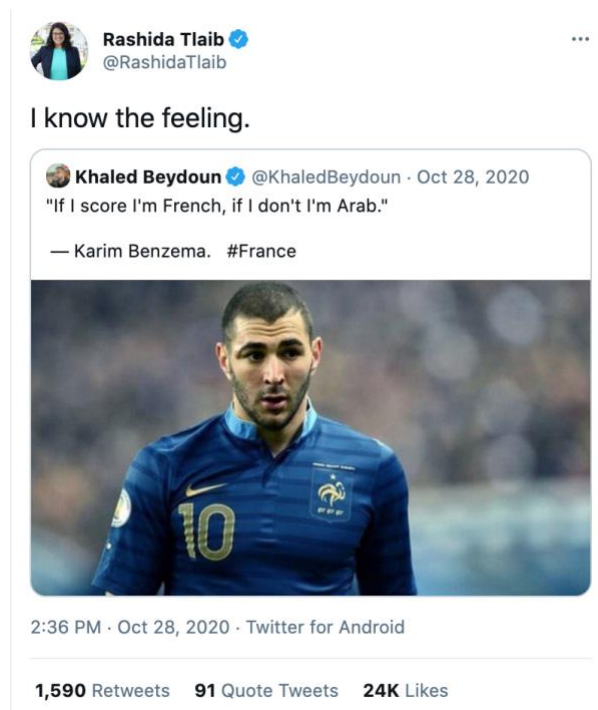 Rashida Tlaib
@RashidaTlaib
I know the feeling.
Khaled Beydoun @KhaledBeydoun · Oct 28, 2020
"If I score I'm French, if I don't I'm Arab."
— Karim Benzema. #France
10
2:36 PM · Oct 28, 2020 · Twitter for Android
1,590 Retweets 91 Quote Tweets 24K Likes